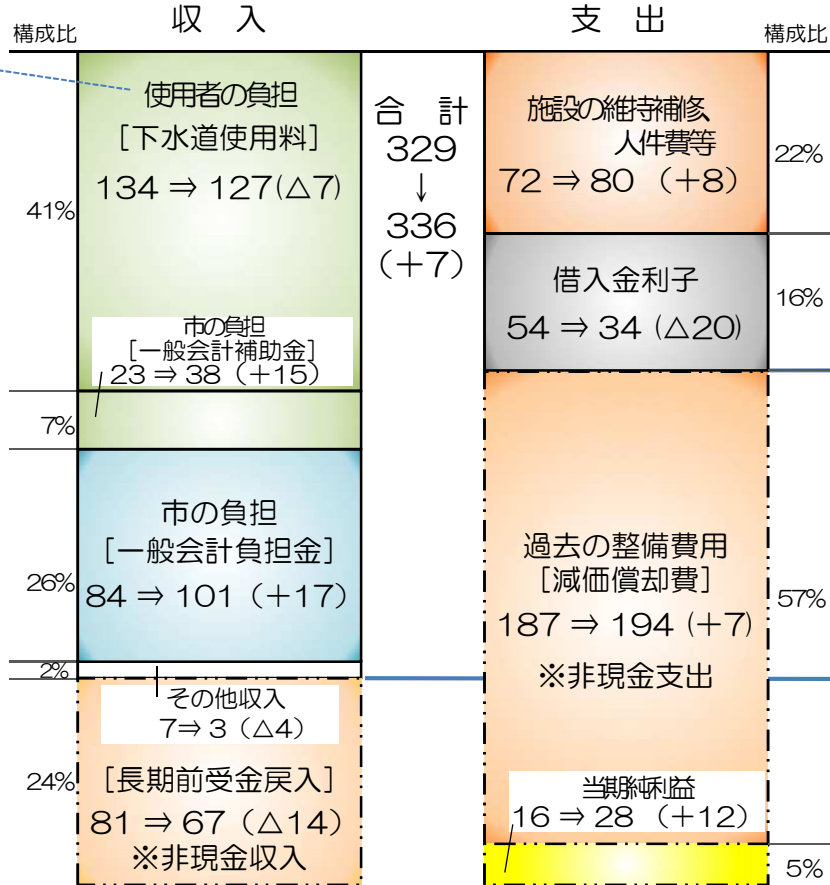 収　入
構成比
使用者の負担
[下水道使用料]
134 ⇒ 127(△7)
41%
市の負担
[一般会計補助金]
23 ⇒ 38 (+15)
7%
市の負担
[一般会計負担金]
84 ⇒ 101 (+17)
26%
2%
その他収入
7⇒ 3 (△4)
24%
[長期前受金戻入]
81 ⇒ 67 (△14)
※非現金収入
合　計
329
↓
336
(+7)
支　出
構成比
施設の維持補修、
人件費等
72 ⇒ 80 (+8)
22%
借入金利子
54 ⇒ 34 (△20)
16%
過去の整備費用
[減価償却費]
187 ⇒ 194 (+7)
※非現金支出
57%
当期純利益
16 ⇒ 28 (+12)
5%